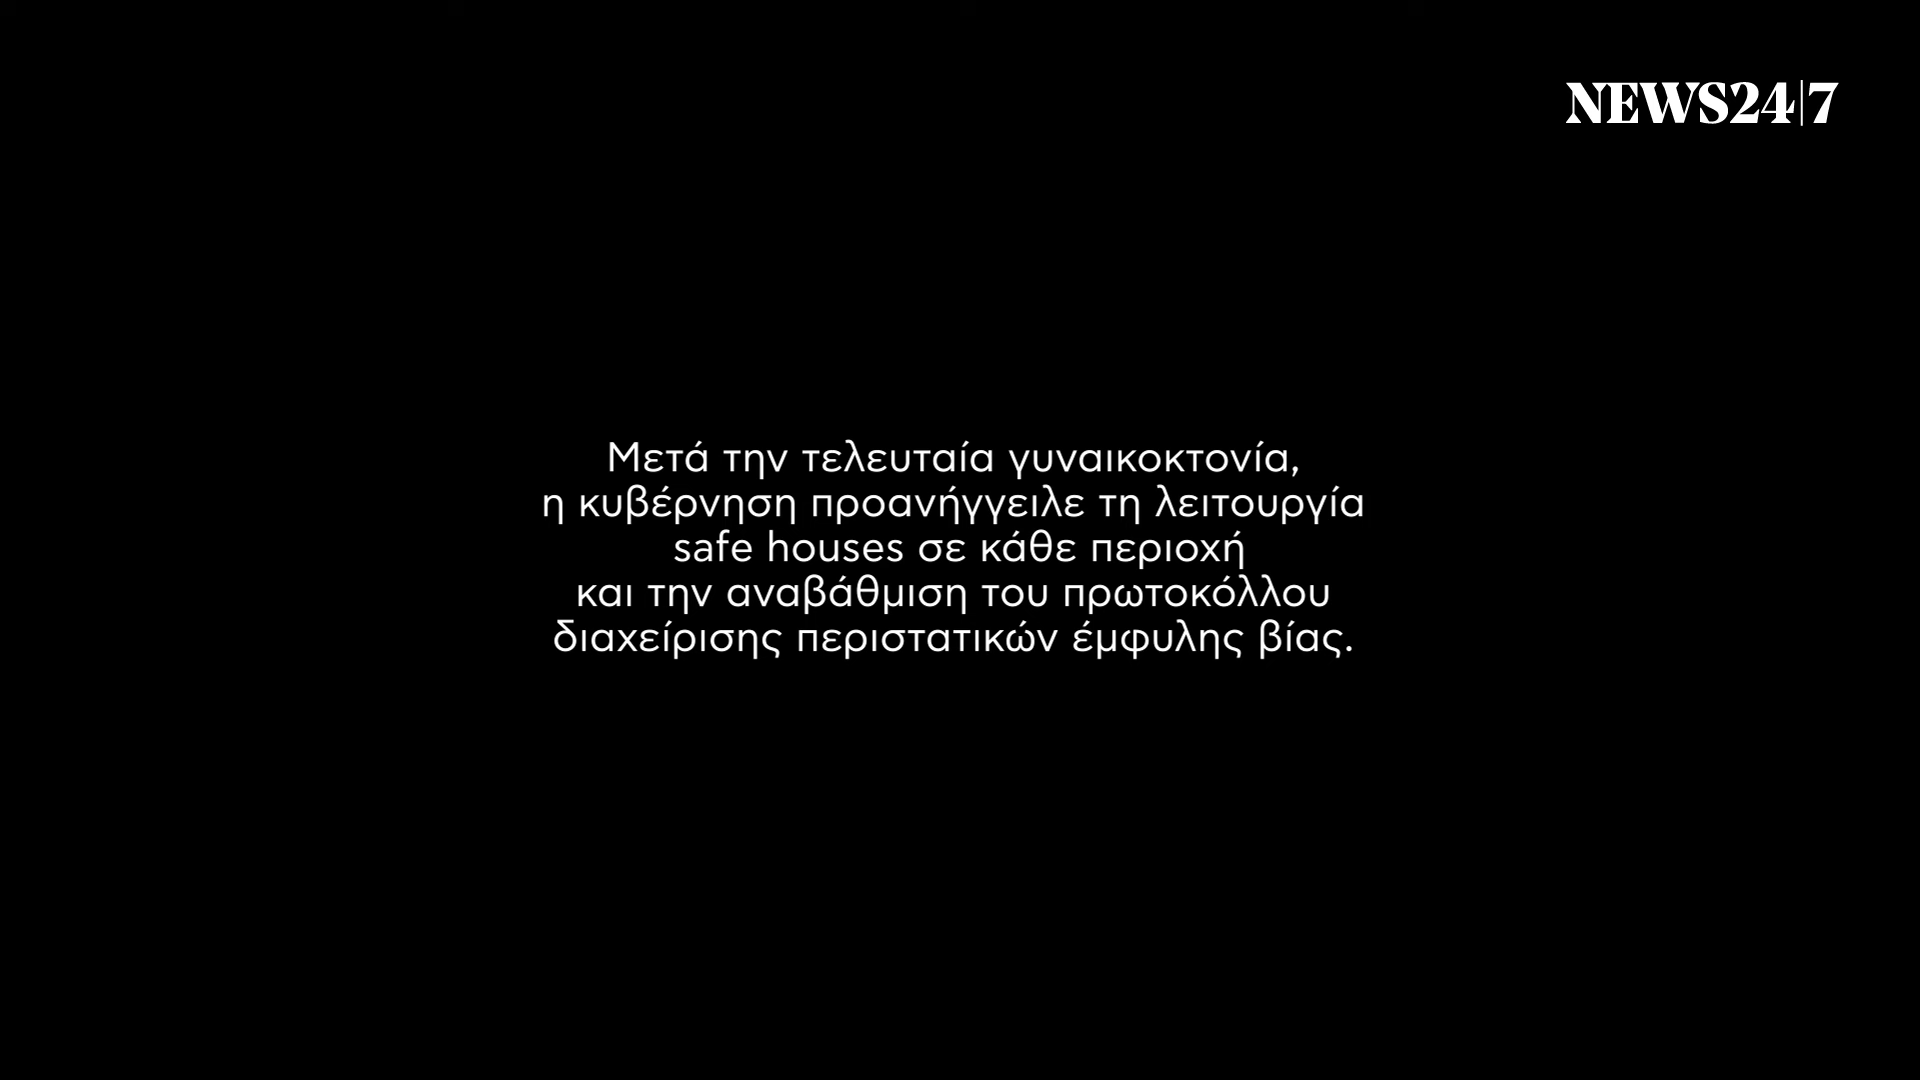 NEWS24|7
Μετά την τελευταία γυναικοκτονία,
η κυβέρνηση προανήγγειλε τη λειτουργία
safe houses σε κάθε περιοχή
και την αναβάθμιση του πρωτοκόλλου
διαχείρισης περιστατικών έμφυλης βίας.